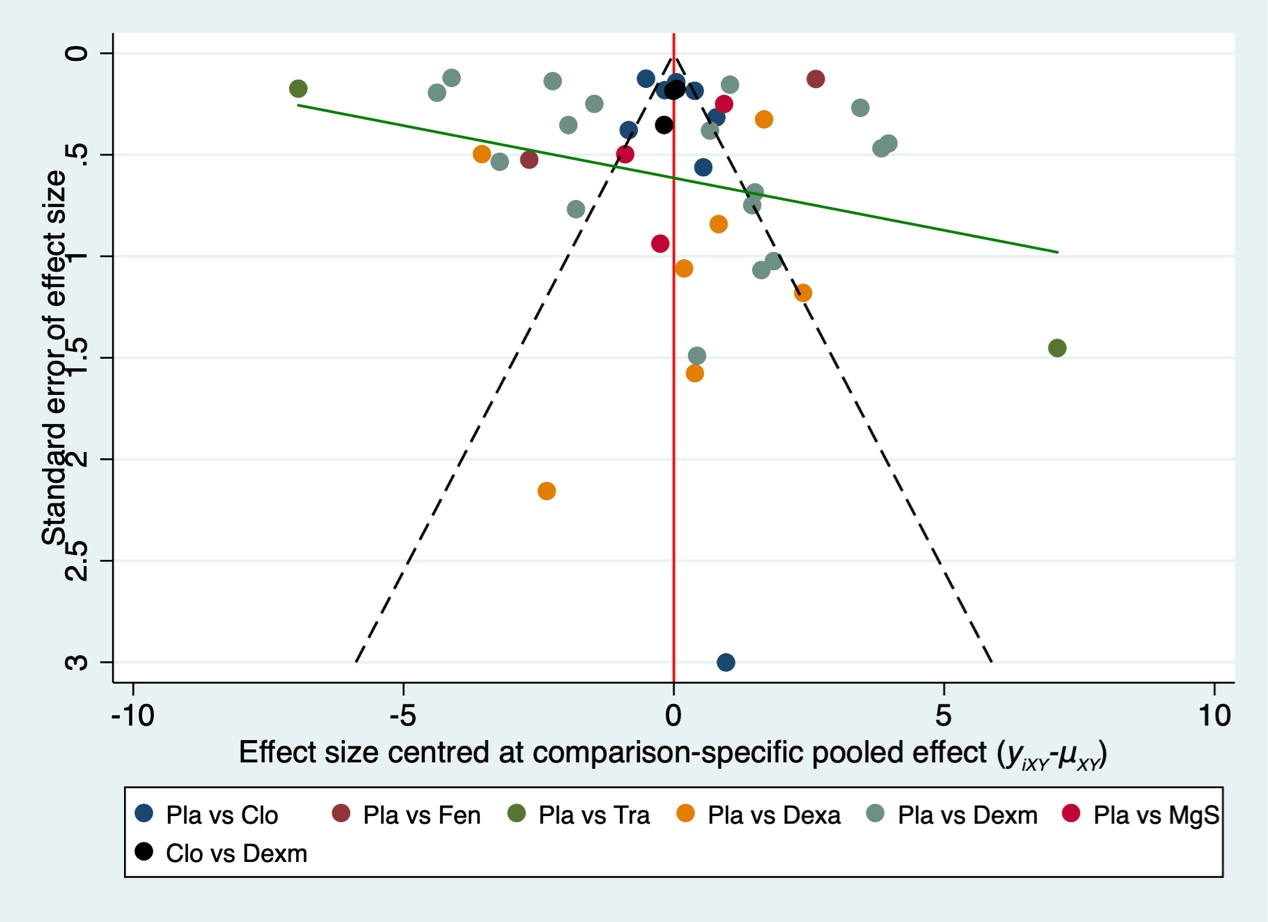 Standard error of effect size
0
.5
1
1.5
2
2.5
3
-10 -5 0 5 10
Effect size centred at comparison-specific pooled effect (yiXY-μXY)
Pla vs Clo Pla vs Fen Pla vs Tra Pla vs Dexa Pla vs Dexm Pla vs MgS
Clo vs Dexm